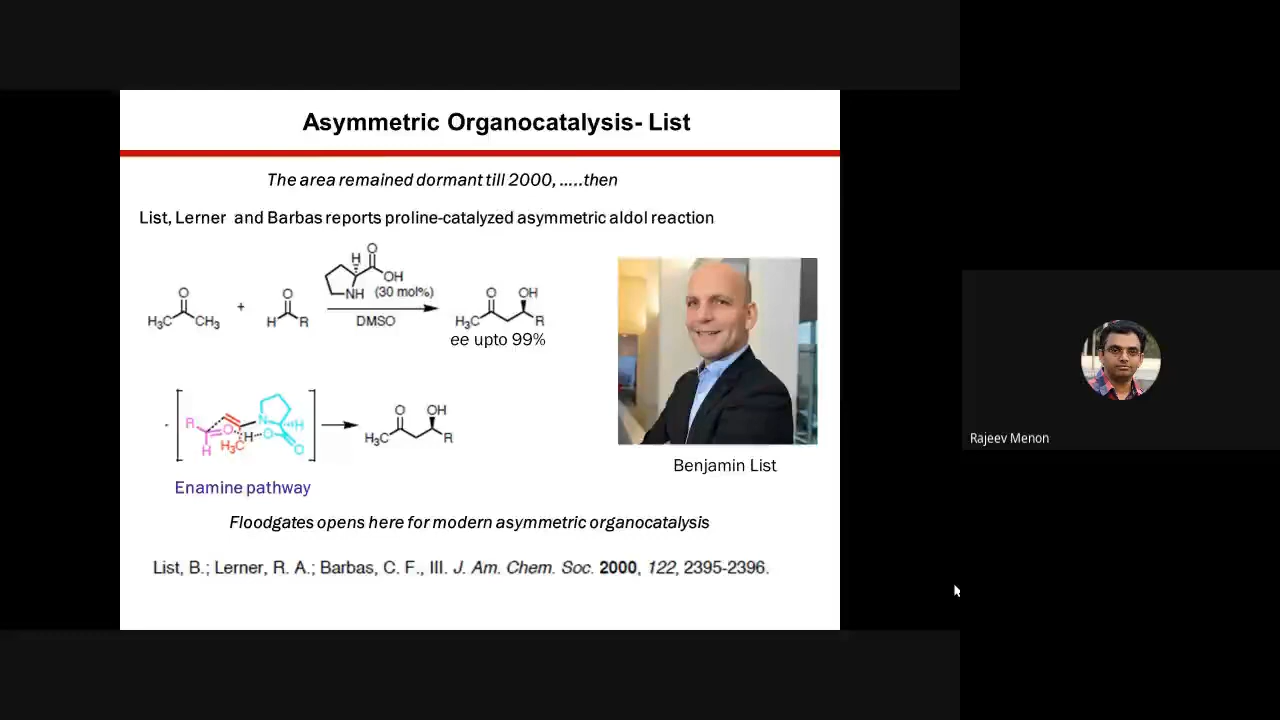 Asymmetric Organocatalysis- List
The area remained dormant till 2000, .....then
List, Lerner and Barbas reports proline-catalyzed asymmetric aldol reaction
H O
OH
NH (30 mol%)
O O O OH
H₃C CH₃ + H R DMSO H₃C R
ee upto 99%
R O H H₃C H N H O O
O OH
H₃C R
Enamine pathway
Benjamin List
Floodgates opens here for modern asymmetric organocatalysis
List, B.; Lerner, R. A.; Barbas, C. F., III. J. Am. Chem. Soc. 2000, 122, 2395-2396.
Rajeev Menon